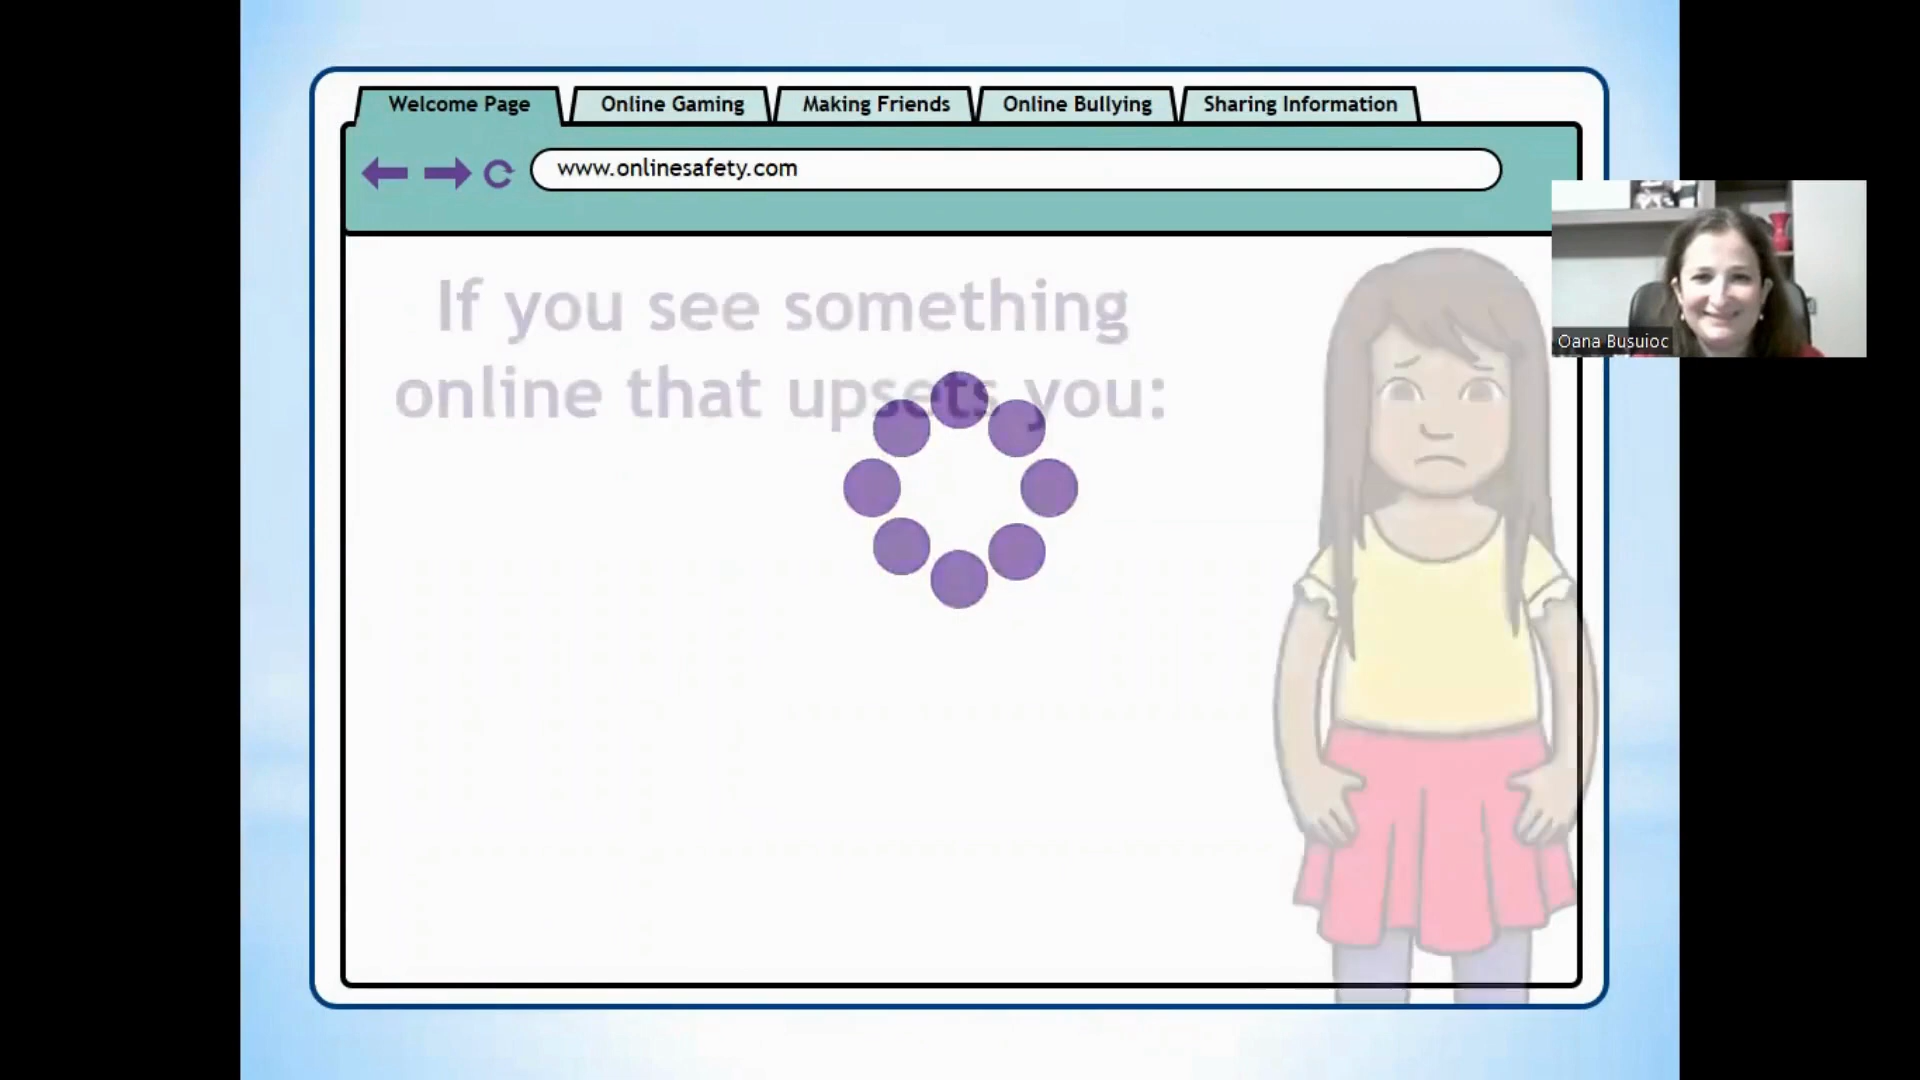 Welcome Page
Online Gaming
Making Friends
Online Bullying
Sharing Information
www.onlinesafety.com
If you see something
online that upsets you:
Oana Busuioc